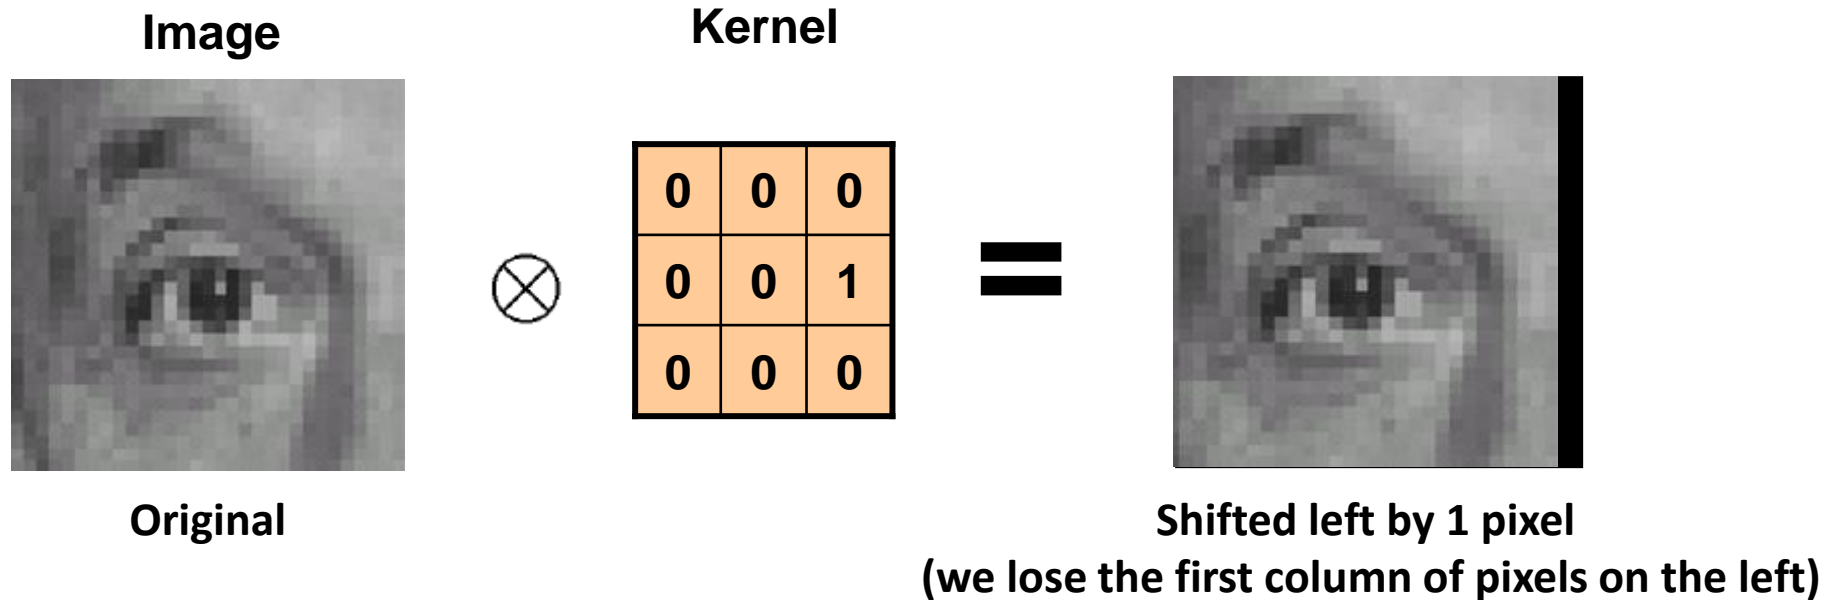 Image
Kernel
0 0 0
0 0 1
0 0 0
=
Original
Shifted left by 1 pixel
(we lose the first column of pixels on the left)